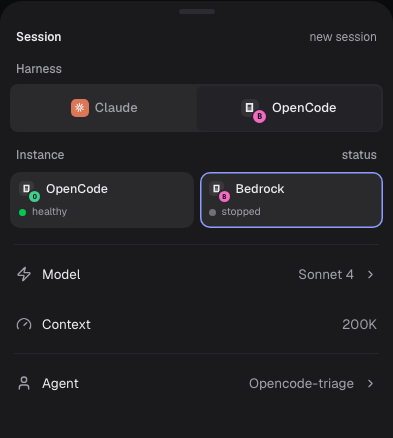 Session new session
Harness
Claude B OpenCode
Instance status
O OpenCode B Bedrock
healthy stopped
Model Sonnet 4
Context 200K
Agent Opencode-triage